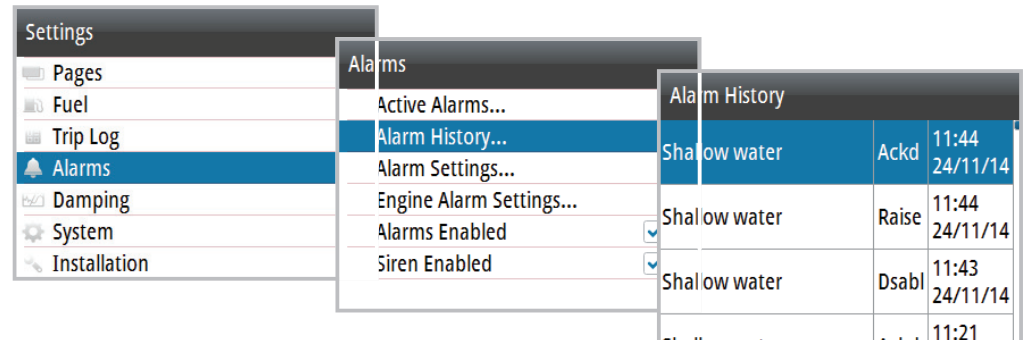 Settings
Pages
Fuel
Trip Log
Alarms
Damping
System
Installation
Alarms
Active Alarms...
Alarm History...
Alarm Settings...
Engine Alarm Settings...
Alarms Enabled
Siren Enabled
Alarm History
Shallow water Ackd 11:44
24/11/14
Shallow water Raise 11:44
24/11/14
Shallow water Dsabl 11:43
24/11/14
11:21